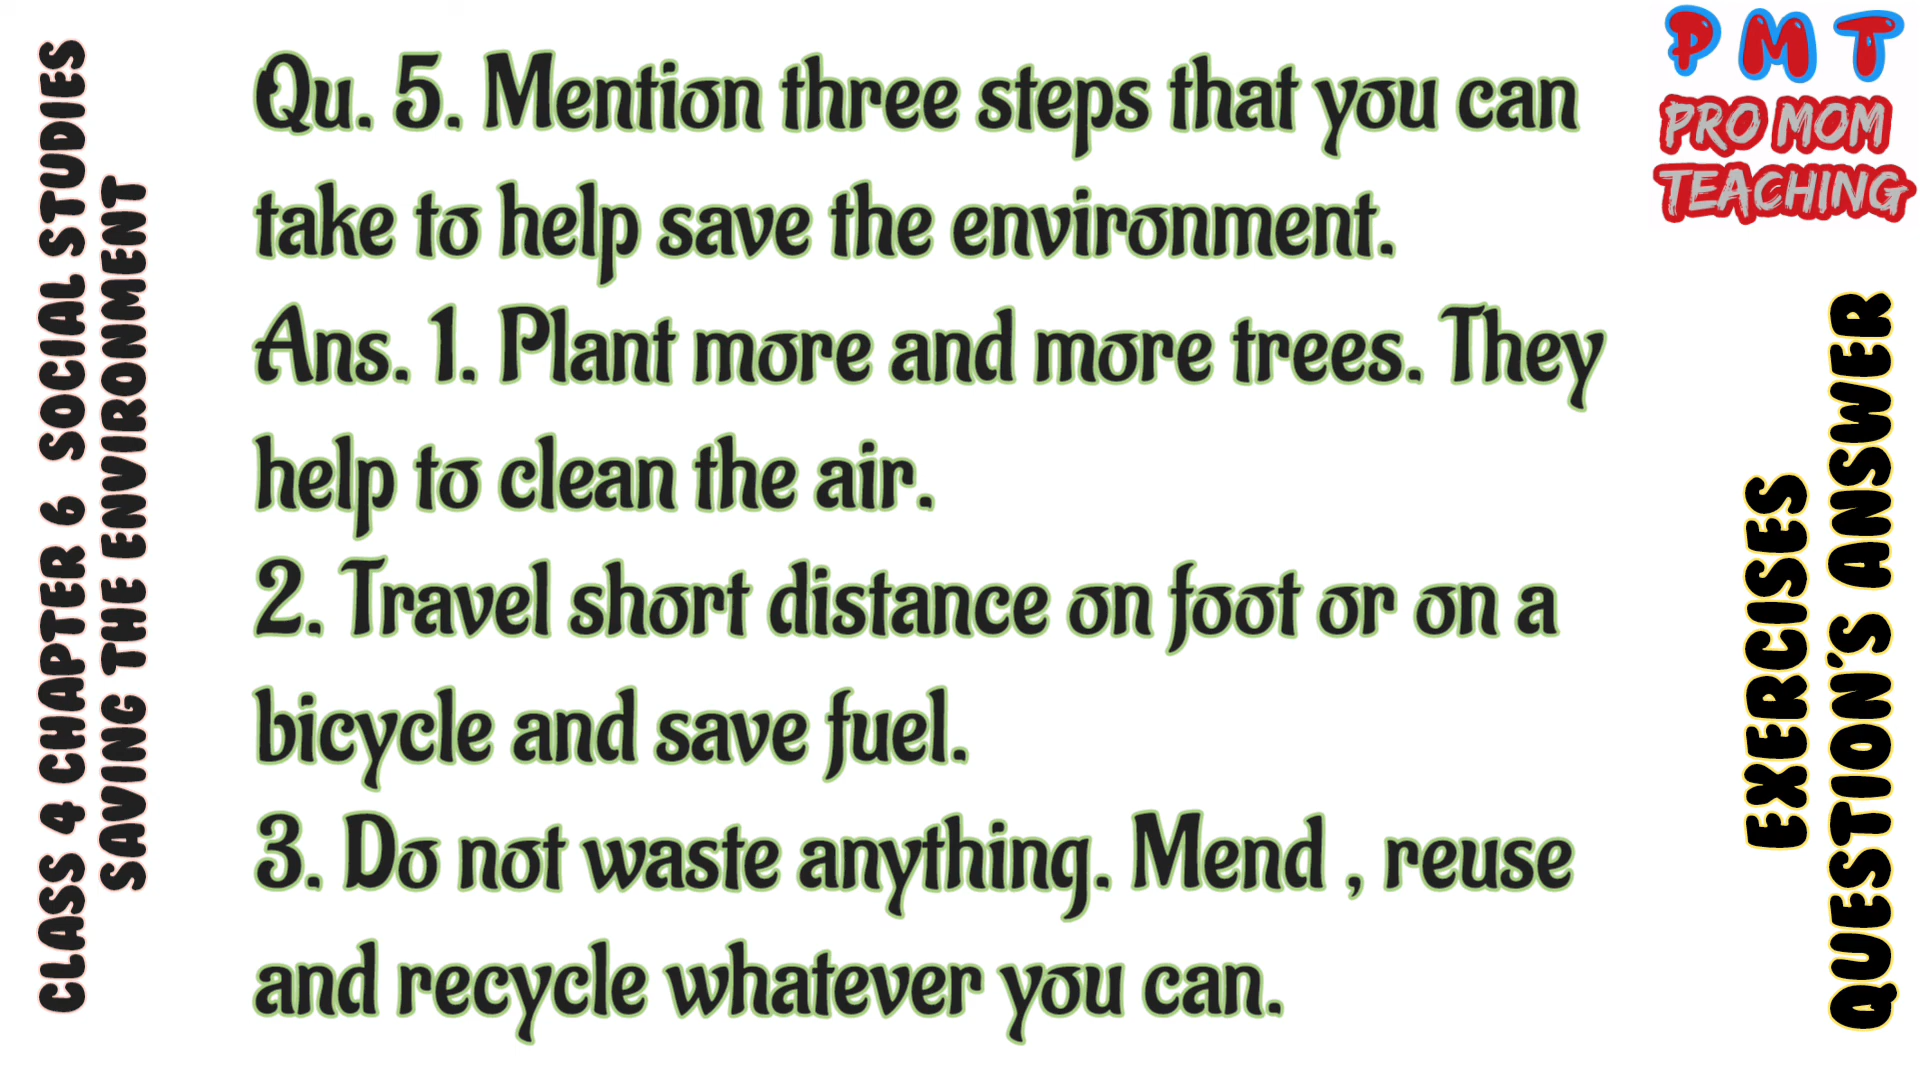 CLASS 4 CHAPTER 6 SOCIAL STUDIES
SAVING THE ENVIRONMENT
Qu. 5. Mention three steps that you can
take to help save the environment.
Ans. 1. Plant more and more trees. They
help to clean the air.
2. Travel short distance on foot or on a
bicycle and save fuel.
3. Do not waste anything. Mend , reuse
and recycle whatever you can.
P M T
PRO MOM
TEACHING
EXERCISES
QUESTION'S ANSWER